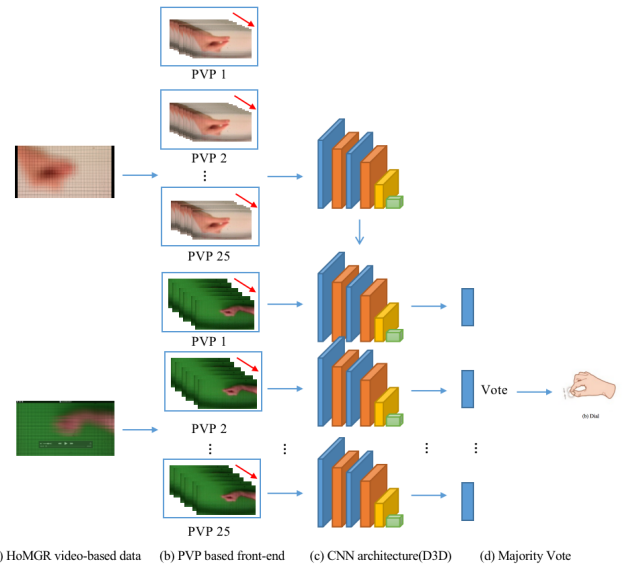 PVP 1
PVP 2
PVP 25
PVP 1
PVP 2
PVP 25
Vote
(b) Dial
) HoMGR video-based data
(b) PVP based front-end
(c) CNN architecture(D3D)
(d) Majority Vote